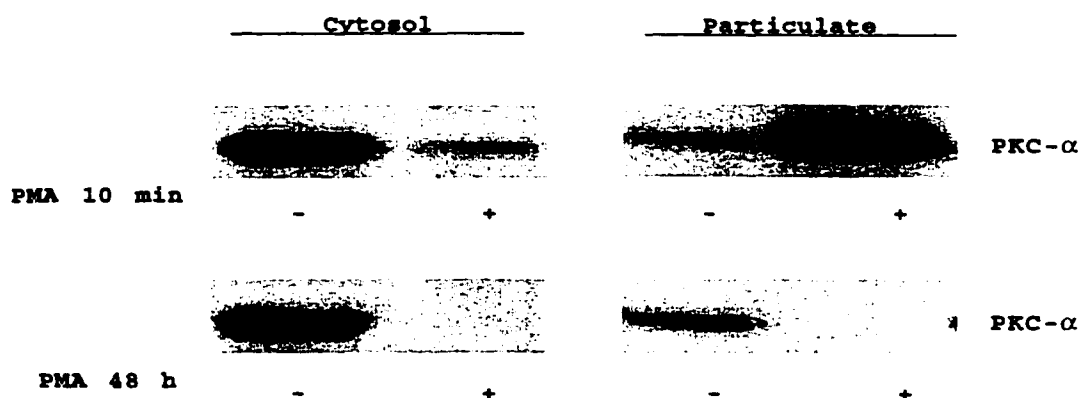 Cytosol Particulate
PKC-α
PMA 10 min
- + - +
PKC-α
PMA 48 h
- + - +